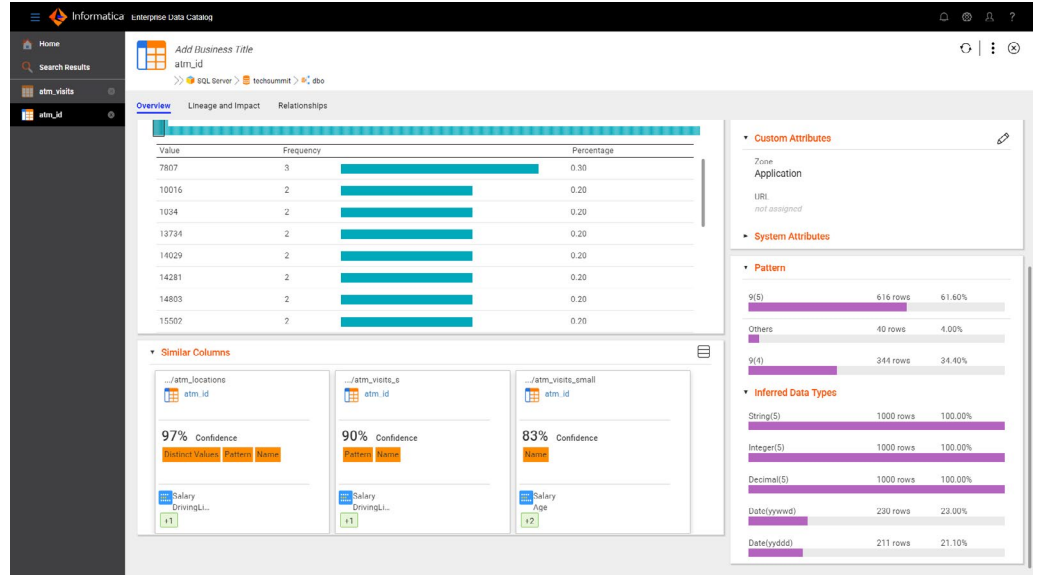 Informatica Enterprise Data Catalog
?
Home
Search Results
atm_visits
atm_id
Add Business Title
atm_id
SQL Server > techsummit > dbo
Overview Lineage and Impact Relationships
Value Frequency Percentage
7807 3 0.30
10016 2 0.20
1034 2 0.20
13734 2 0.20
14029 2 0.20
14281 2 0.20
14803 2 0.20
15502 2 0.20
Similar Columns
.../atm_locations
atm_id
97% Confidence
Distinct Values Pattern Name
Salary
DrivingLi...
+1
.../atm_visits_s
atm_id
90% Confidence
Pattern Name
Salary
DrivingLi...
+1
.../atm_visits_small
atm_id
83% Confidence
Name
Salary
Age
+2
Custom Attributes
Zone
Application
URL
not assigned
System Attributes
Pattern
9(5) 616 rows 61.60%
Others 40 rows 4.00%
9(4) 344 rows 34.40%
Inferred Data Types
String(5) 1000 rows 100.00%
Integer(5) 1000 rows 100.00%
Decimal(5) 1000 rows 100.00%
Date(yywwd) 230 rows 23.00%
Date(yyddd) 211 rows 21.10%